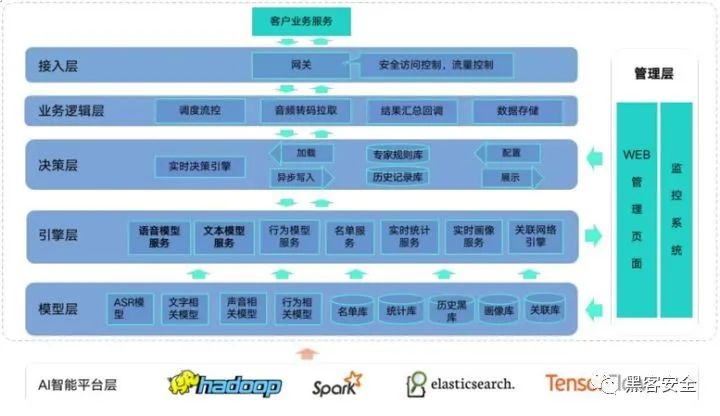 客户业务服务
接入层
网关
安全访问控制，流量控制
业务逻辑层
调度流控
音频转码拉取
结果汇总回调
数据存储
决策层
实时决策引擎
加载
异步写入
专家规则库
历史记录库
配置
展示
引擎层
语音模型
服务
文本模型
服务
行为模型
服务
名单服
务
实时统计
服务
实时画像
服务
关联网络
引擎
模型层
ASR模
型
文字相
关模型
声音相
关模型
行为相
关模型
名单库
统计库
历史黑
库
画像库
关联库
管理层
WEB
管
理
页
面
监
控
系
统
AI智能平台层
hadoop
Spark
elasticsearch.
黑客安全